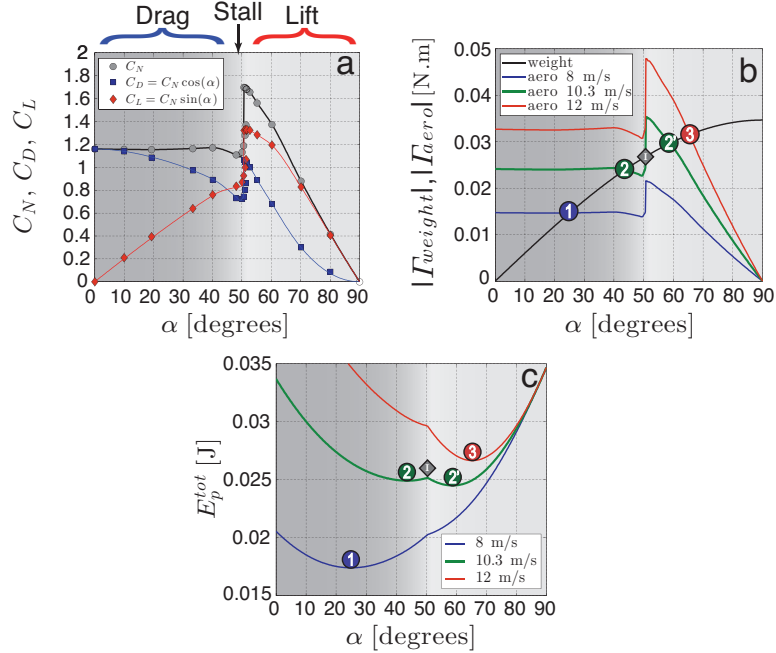 Stall
Drag
Lift
a
C_N
C_D = C_N cos(α)
C_L = C_N sin(α)
2
1.8
1.6
1.4
1.2
1
0.8
0.6
0.4
0.2
0
C_N, C_D, C_L
0 10 20 30 40 50 60 70 80 90
α [degrees]
b
weight
aero 8 m/s
aero 10.3 m/s
aero 12 m/s
0.05
0.04
0.03
0.02
0.01
0
|Γweight|, |Γaero| [N.m]
1
2
2'
3
0 10 20 30 40 50 60 70 80 90
α [degrees]
c
0.035
0.03
0.025
0.02
0.015
E_p^tot [J]
1
2
2'
3
8 m/s
10.3 m/s
12 m/s
0 10 20 30 40 50 60 70 80 90
α [degrees]